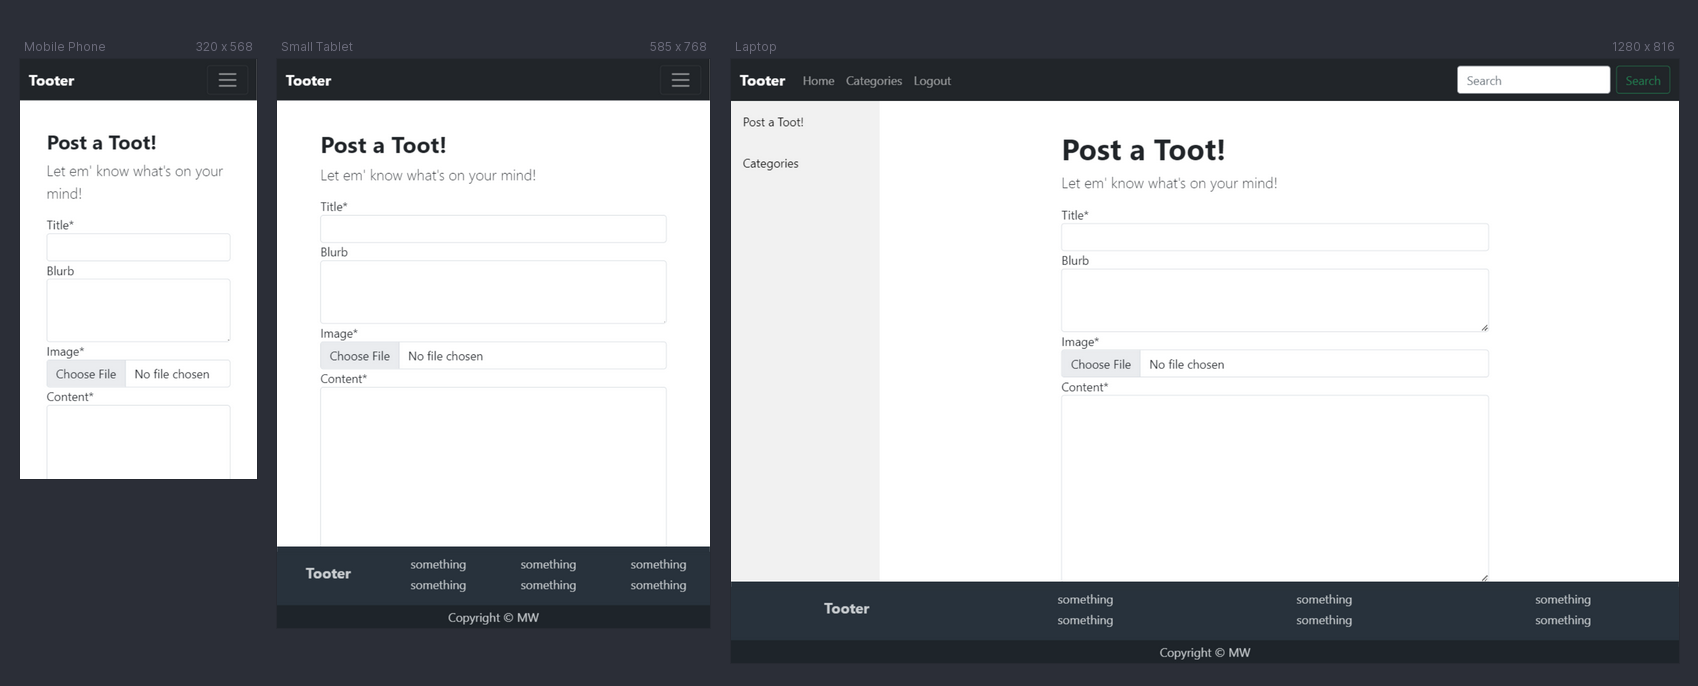 Mobile Phone 320 x 568
Tooter
Post a Toot!
Let em' know what's on your
mind!
Title*
Blurb
Image*
Choose File No file chosen
Content*
Small Tablet 585 x 768
Tooter
Post a Toot!
Let em' know what's on your mind!
Title*
Blurb
Image*
Choose File No file chosen
Content*
Tooter
something something something
something something something
Copyright © MW
Laptop 1280 x 816
Tooter Home Categories Logout Search Search
Post a Toot!
Categories
Post a Toot!
Let em' know what's on your mind!
Title*
Blurb
Image*
Choose File No file chosen
Content*
Tooter
something something something
something something something
Copyright © MW